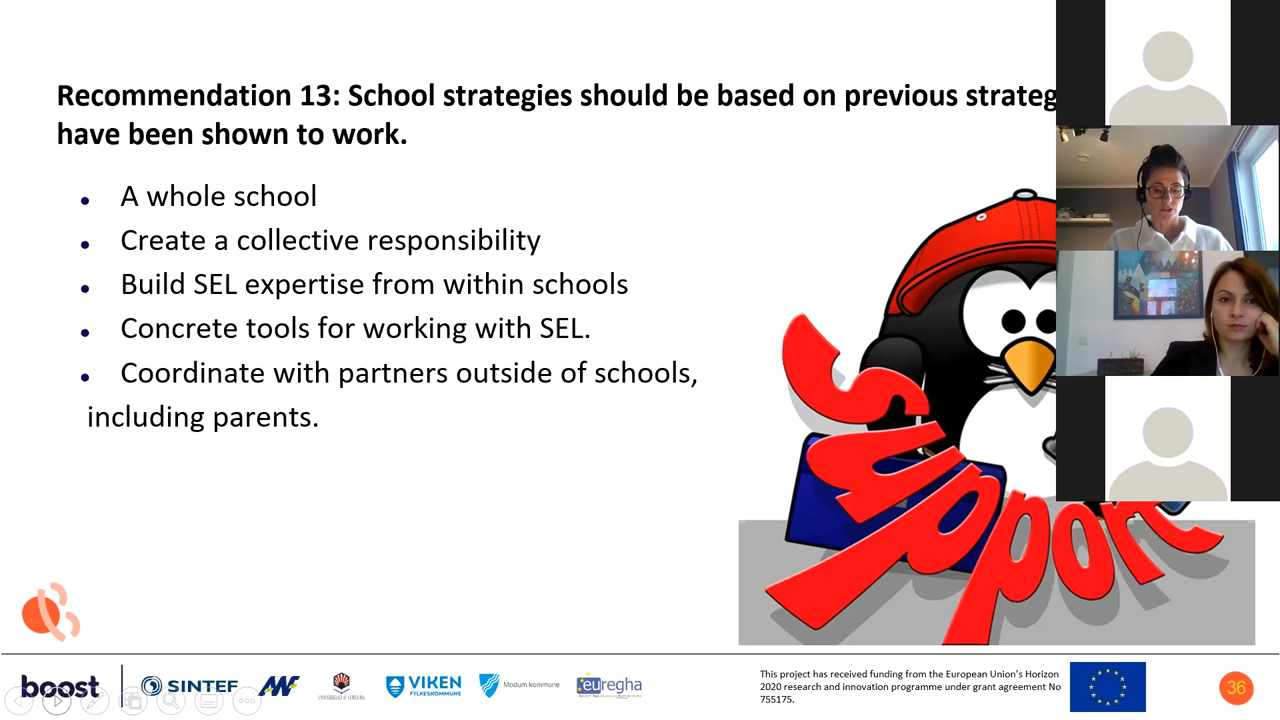 Recommendation 13: School strategies should be based on previous strateg
have been shown to work.
• A whole school
• Create a collective responsibility
• Build SEL expertise from within schools
• Concrete tools for working with SEL.
• Coordinate with partners outside of schools,
including parents.
support
boost
SINTEF
UNIVERSIDAD DE CÓRDOBA
VIKEN
FYLKESKOMMUNE
Modum kommune
euregha
This project has received funding from the European Union's Horizon
2020 research and innovation programme under grant agreement No
755175.
36